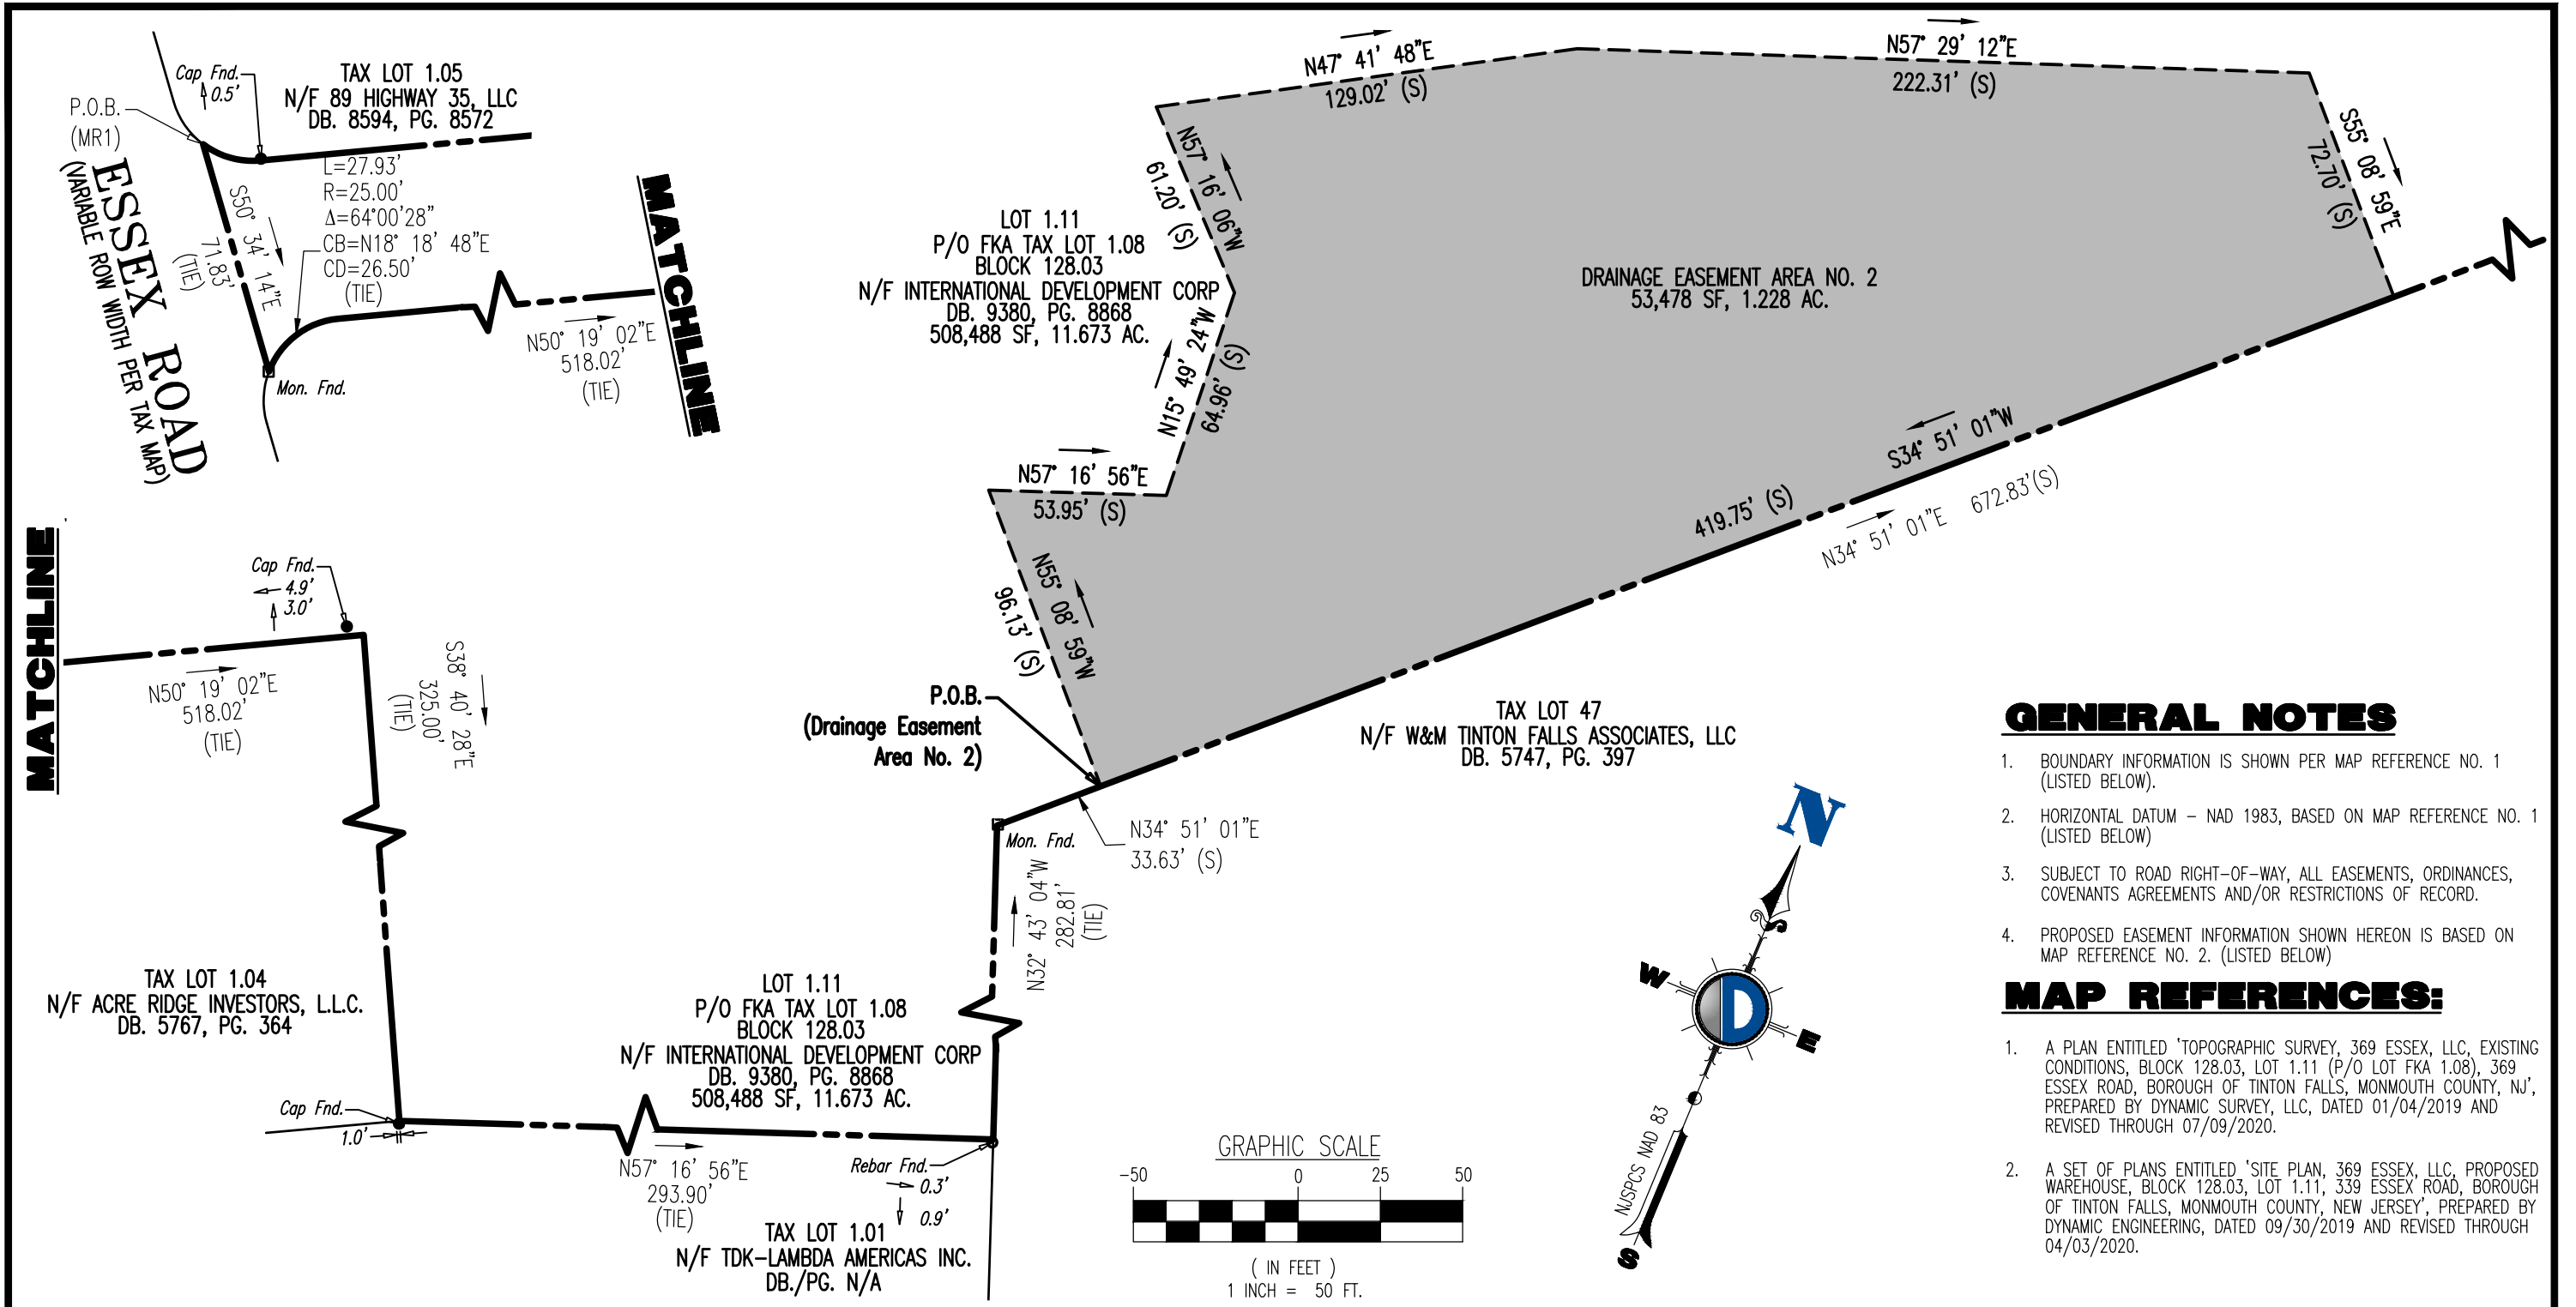 Cap Fnd.
0.5'
P.O.B.
(MR1)
TAX LOT 1.05
N/F 89 HIGHWAY 35, LLC
DB. 8594, PG. 8572
ESSEX ROAD
(VARIABLE ROW WIDTH PER TAX MAP)
S50° 34' 14"E
71.83'
(TIE)
L=27.93'
R=25.00'
Δ=64°00'28"
CB=N18° 18' 48"E
CD=26.50'
(TIE)
Mon. Fnd.
N50° 19' 02"E
518.02'
(TIE)
MATCHLINE
LOT 1.11
P/O FKA TAX LOT 1.08
BLOCK 128.03
N/F INTERNATIONAL DEVELOPMENT CORP
DB. 9380, PG. 8868
508,488 SF, 11.673 AC.
N47° 41' 48"E
129.02' (S)
N57° 29' 12"E
222.31' (S)
S55° 08' 59"E
72.70' (S)
N57° 16' 06"W
61.20' (S)
N15° 49' 24"W
64.96' (S)
N57° 16' 56"E
53.95' (S)
N55° 08' 59"W
96.13' (S)
DRAINAGE EASEMENT AREA NO. 2
53,478 SF, 1.228 AC.
S34° 51' 01"W
419.75' (S)
N34° 51' 01"E 672.83'(S)
MATCHLINE
Cap Fnd.
4.9'
3.0'
N50° 19' 02"E
518.02'
(TIE)
S38° 40' 28"E
325.00'
(TIE)
P.O.B.
(Drainage Easement
Area No. 2)
Mon. Fnd.
N34° 51' 01"E
33.63' (S)
N32° 43' 04"W
282.81'
(TIE)
TAX LOT 47
N/F W&M TINTON FALLS ASSOCIATES, LLC
DB. 5747, PG. 397
TAX LOT 1.04
N/F ACRE RIDGE INVESTORS, L.L.C.
DB. 5767, PG. 364
LOT 1.11
P/O FKA TAX LOT 1.08
BLOCK 128.03
N/F INTERNATIONAL DEVELOPMENT CORP
DB. 9380, PG. 8868
508,488 SF, 11.673 AC.
Cap Fnd.
1.0'
N57° 16' 56"E
293.90'
(TIE)
Rebar Fnd.
0.3'
0.9'
TAX LOT 1.01
N/F TDK-LAMBDA AMERICAS INC.
DB./PG. N/A
GRAPHIC SCALE
-50 0 25 50
( IN FEET )
1 INCH = 50 FT.
N
S
W
D
E
NJSPCS NAD 83
S
GENERAL NOTES
1. BOUNDARY INFORMATION IS SHOWN PER MAP REFERENCE NO. 1
(LISTED BELOW).
2. HORIZONTAL DATUM - NAD 1983, BASED ON MAP REFERENCE NO. 1
(LISTED BELOW)
3. SUBJECT TO ROAD RIGHT-OF-WAY, ALL EASEMENTS, ORDINANCES,
COVENANTS AGREEMENTS AND/OR RESTRICTIONS OF RECORD.
4. PROPOSED EASEMENT INFORMATION SHOWN HEREON IS BASED ON
MAP REFERENCE NO. 2. (LISTED BELOW)
MAP REFERENCES:
1. A PLAN ENTITLED 'TOPOGRAPHIC SURVEY, 369 ESSEX, LLC, EXISTING
CONDITIONS, BLOCK 128.03, LOT 1.11 (P/O LOT FKA 1.08), 369
ESSEX ROAD, BOROUGH OF TINTON FALLS, MONMOUTH COUNTY, NJ',
PREPARED BY DYNAMIC SURVEY, LLC, DATED 01/04/2019 AND
REVISED THROUGH 07/09/2020.
2. A SET OF PLANS ENTITLED 'SITE PLAN, 369 ESSEX, LLC, PROPOSED
WAREHOUSE, BLOCK 128.03, LOT 1.11, 339 ESSEX ROAD, BOROUGH
OF TINTON FALLS, MONMOUTH COUNTY, NEW JERSEY', PREPARED BY
DYNAMIC ENGINEERING, DATED 09/30/2019 AND REVISED THROUGH
04/03/2020.